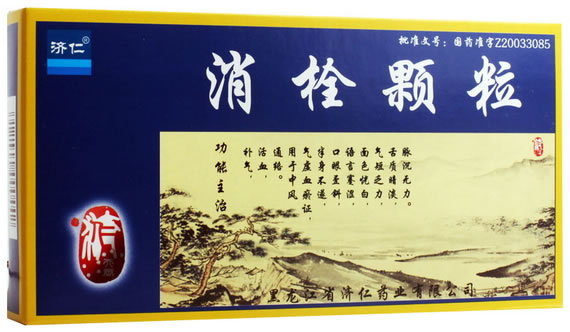 济仁®
批准文号：国药准字Z20033085
消栓颗粒
功能主治
补气，
活血，
通络。
用于中风
气虚血瘀证，
半身不遂，
口眼歪斜，
语言蹇涩，
面色㿠白，
气短乏力，
舌质暗淡，
脉沉无力。
黑龙江省济仁药业有限公司